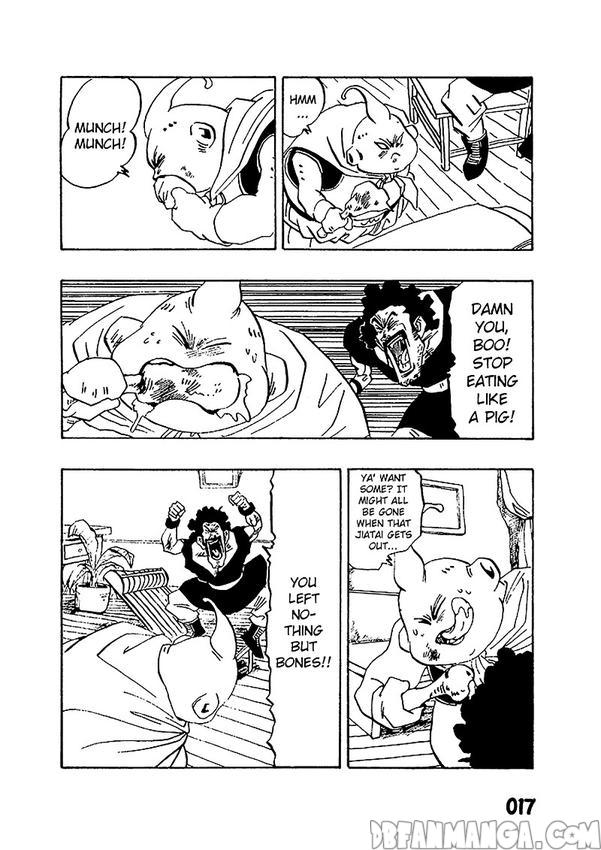 HMM
...
MUNCH!
MUNCH!
DAMN
YOU,
BOO!
STOP
EATING
LIKE
A PIG!
YA' WANT
SOME? IT
MIGHT ALL
BE GONE
WHEN THAT
JIATAI GETS
OUT...
YOU
LEFT
NO-
THING
BUT
BONES!!
017
DBFANMANGA.COM